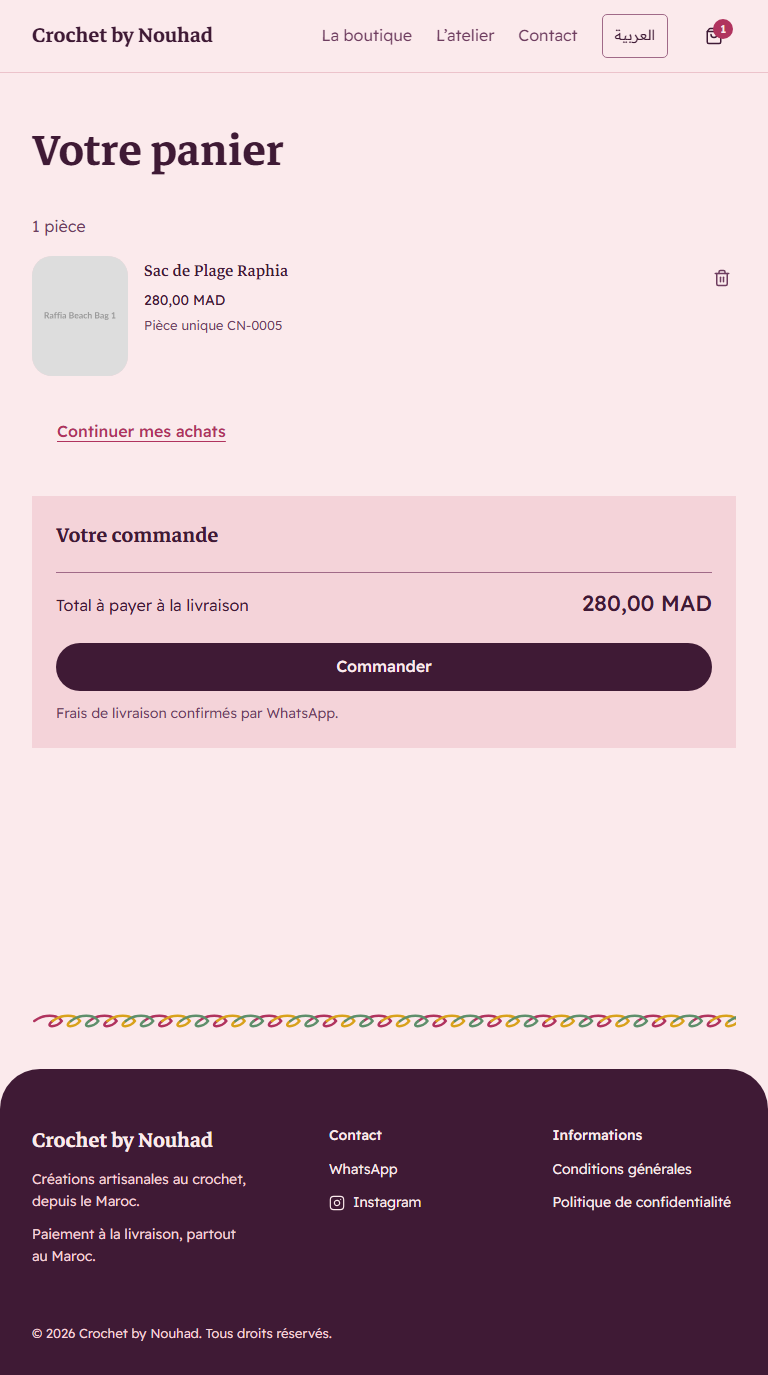 Crochet by Nouhad
La boutique
L’atelier
Contact
العربية
1
Votre panier
1 pièce
Raffia Beach Bag 1
Sac de Plage Raphia
280,00 MAD
Pièce unique CN-0005
Continuer mes achats
Votre commande
Total à payer à la livraison
280,00 MAD
Commander
Frais de livraison confirmés par WhatsApp.
Crochet by Nouhad
Créations artisanales au crochet,
depuis le Maroc.
Paiement à la livraison, partout
au Maroc.
Contact
WhatsApp
Instagram
Informations
Conditions générales
Politique de confidentialité
© 2026 Crochet by Nouhad. Tous droits réservés.